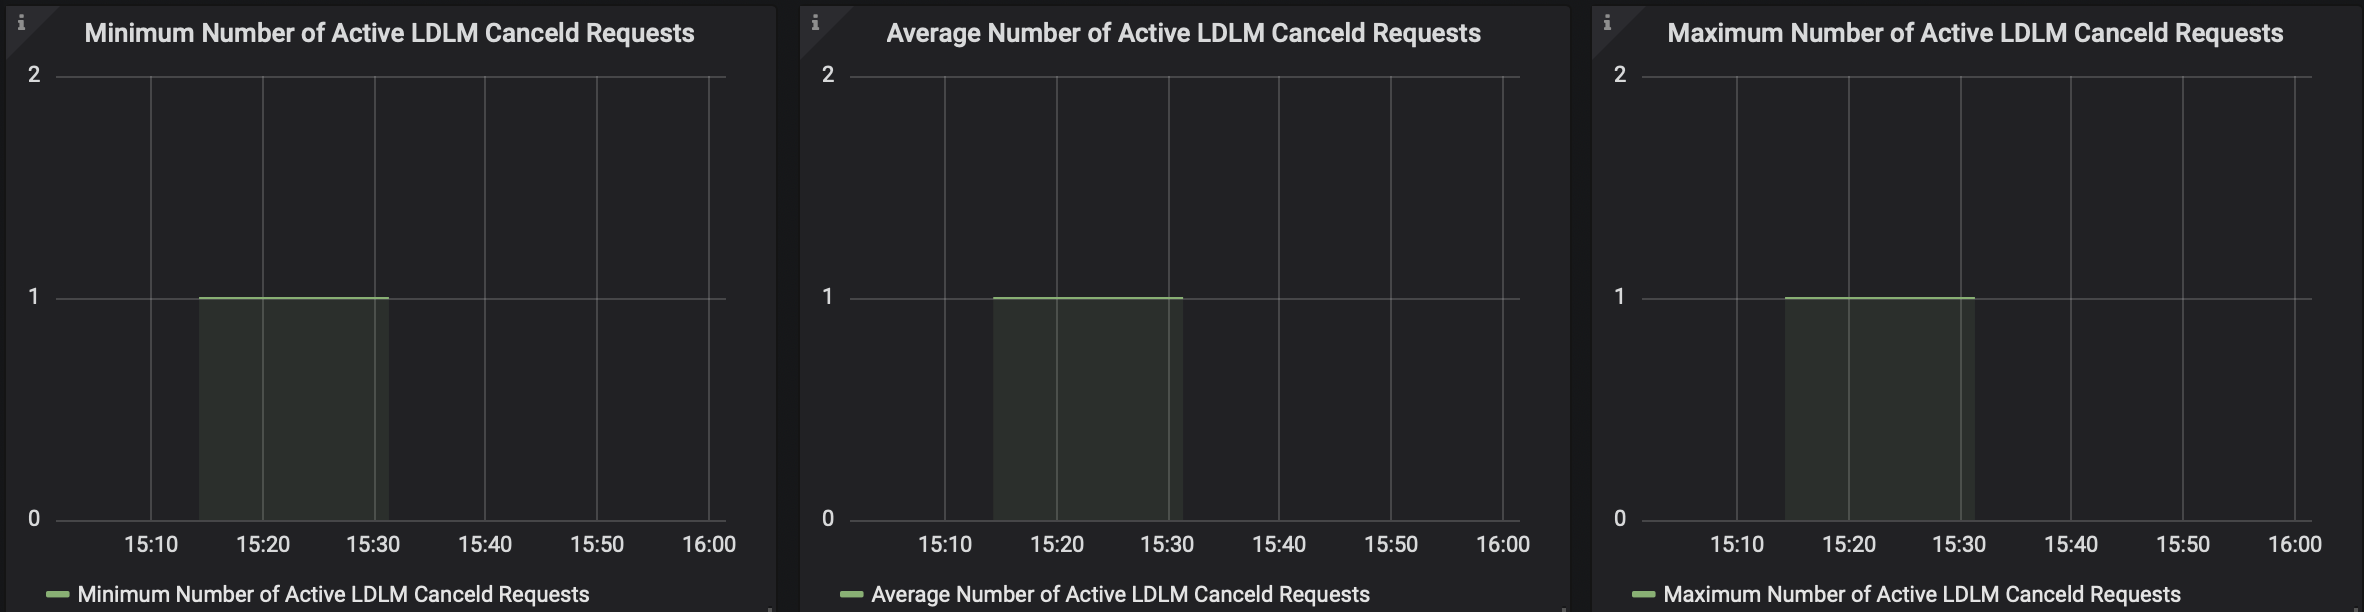 Minimum Number of Active LDLM Canceld Requests
2
1
0
15:10 15:20 15:30 15:40 15:50 16:00
Minimum Number of Active LDLM Canceld Requests
Average Number of Active LDLM Canceld Requests
2
1
0
15:10 15:20 15:30 15:40 15:50 16:00
Average Number of Active LDLM Canceld Requests
Maximum Number of Active LDLM Canceld Requests
2
1
0
15:10 15:20 15:30 15:40 15:50 16:00
Maximum Number of Active LDLM Canceld Requests